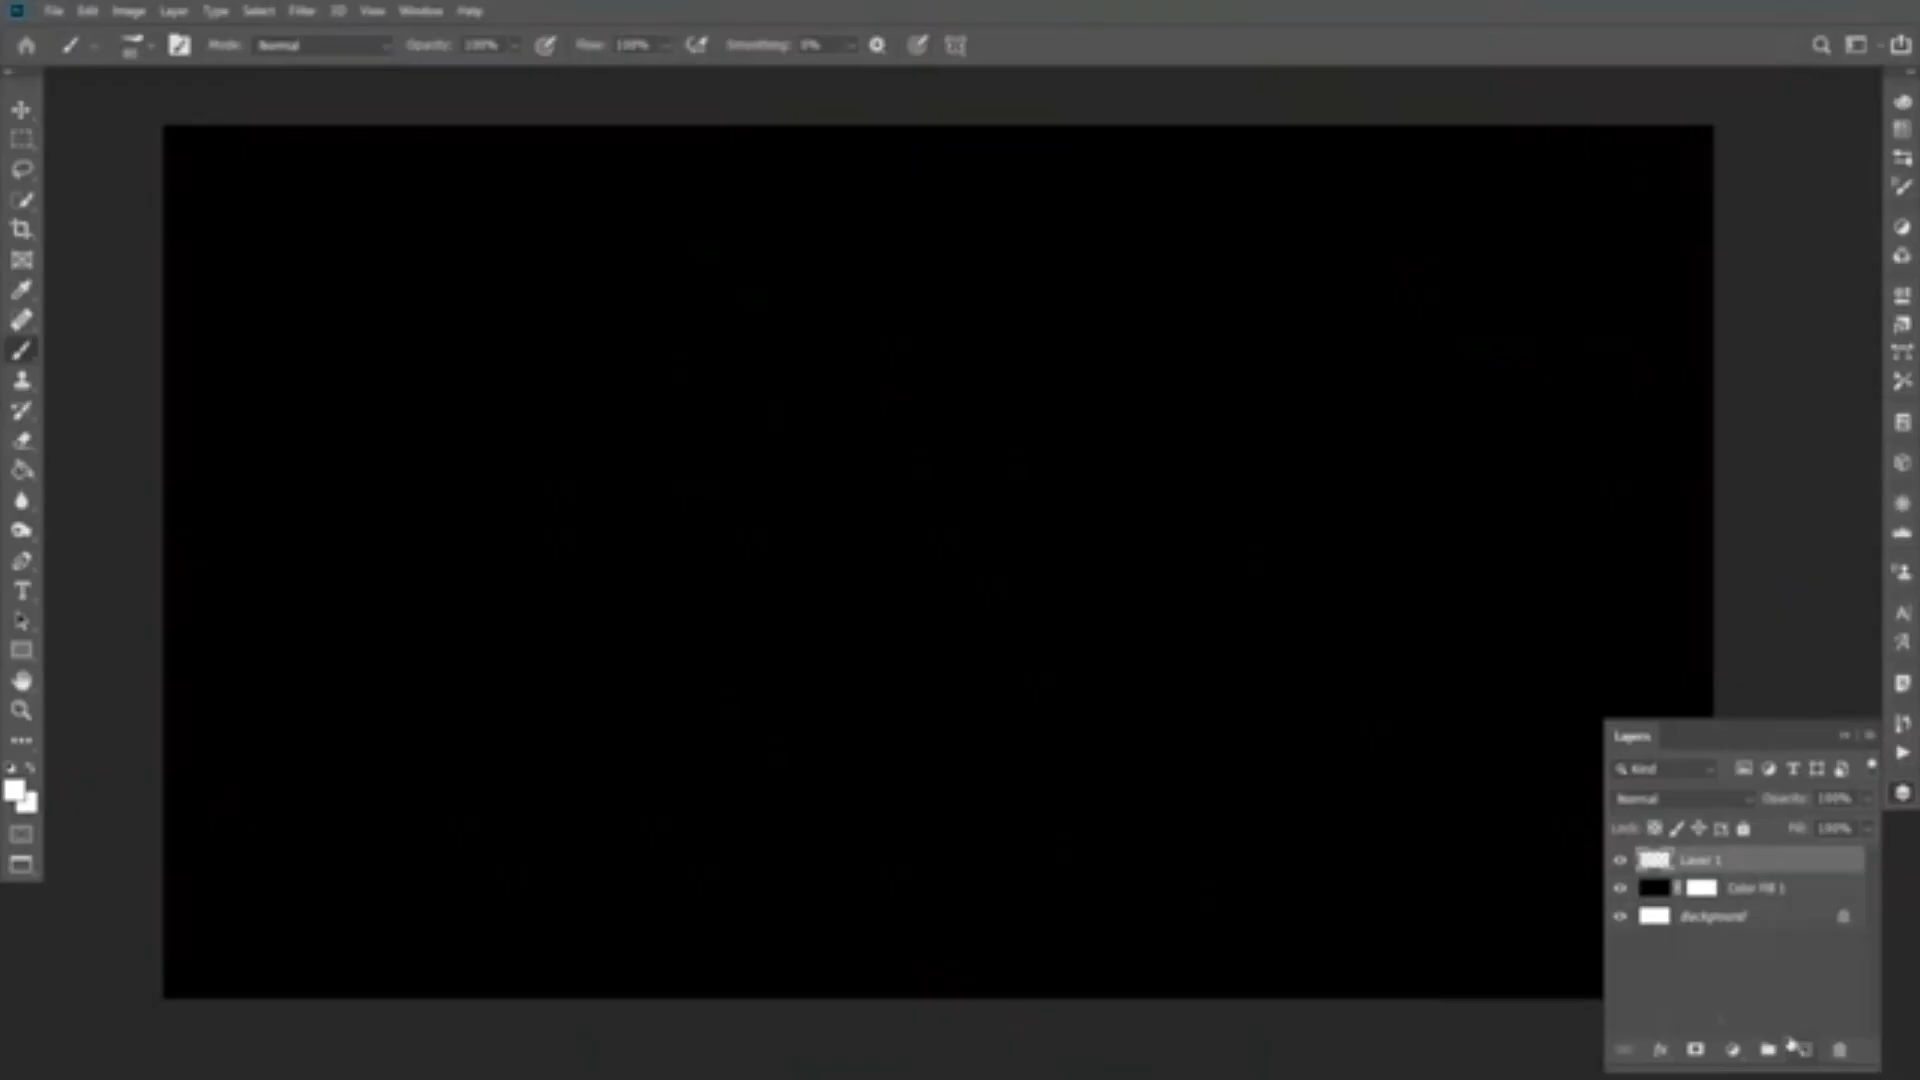 File Edit Image Layer Type Select Filter 3D View Window Help
Mode: Normal Opacity: 100% Flow: 100% Smoothing: 0%
Layers
Kind
Normal Opacity: 100%
Lock: Fill: 100%
Layer 1
Color Fill 1
Background